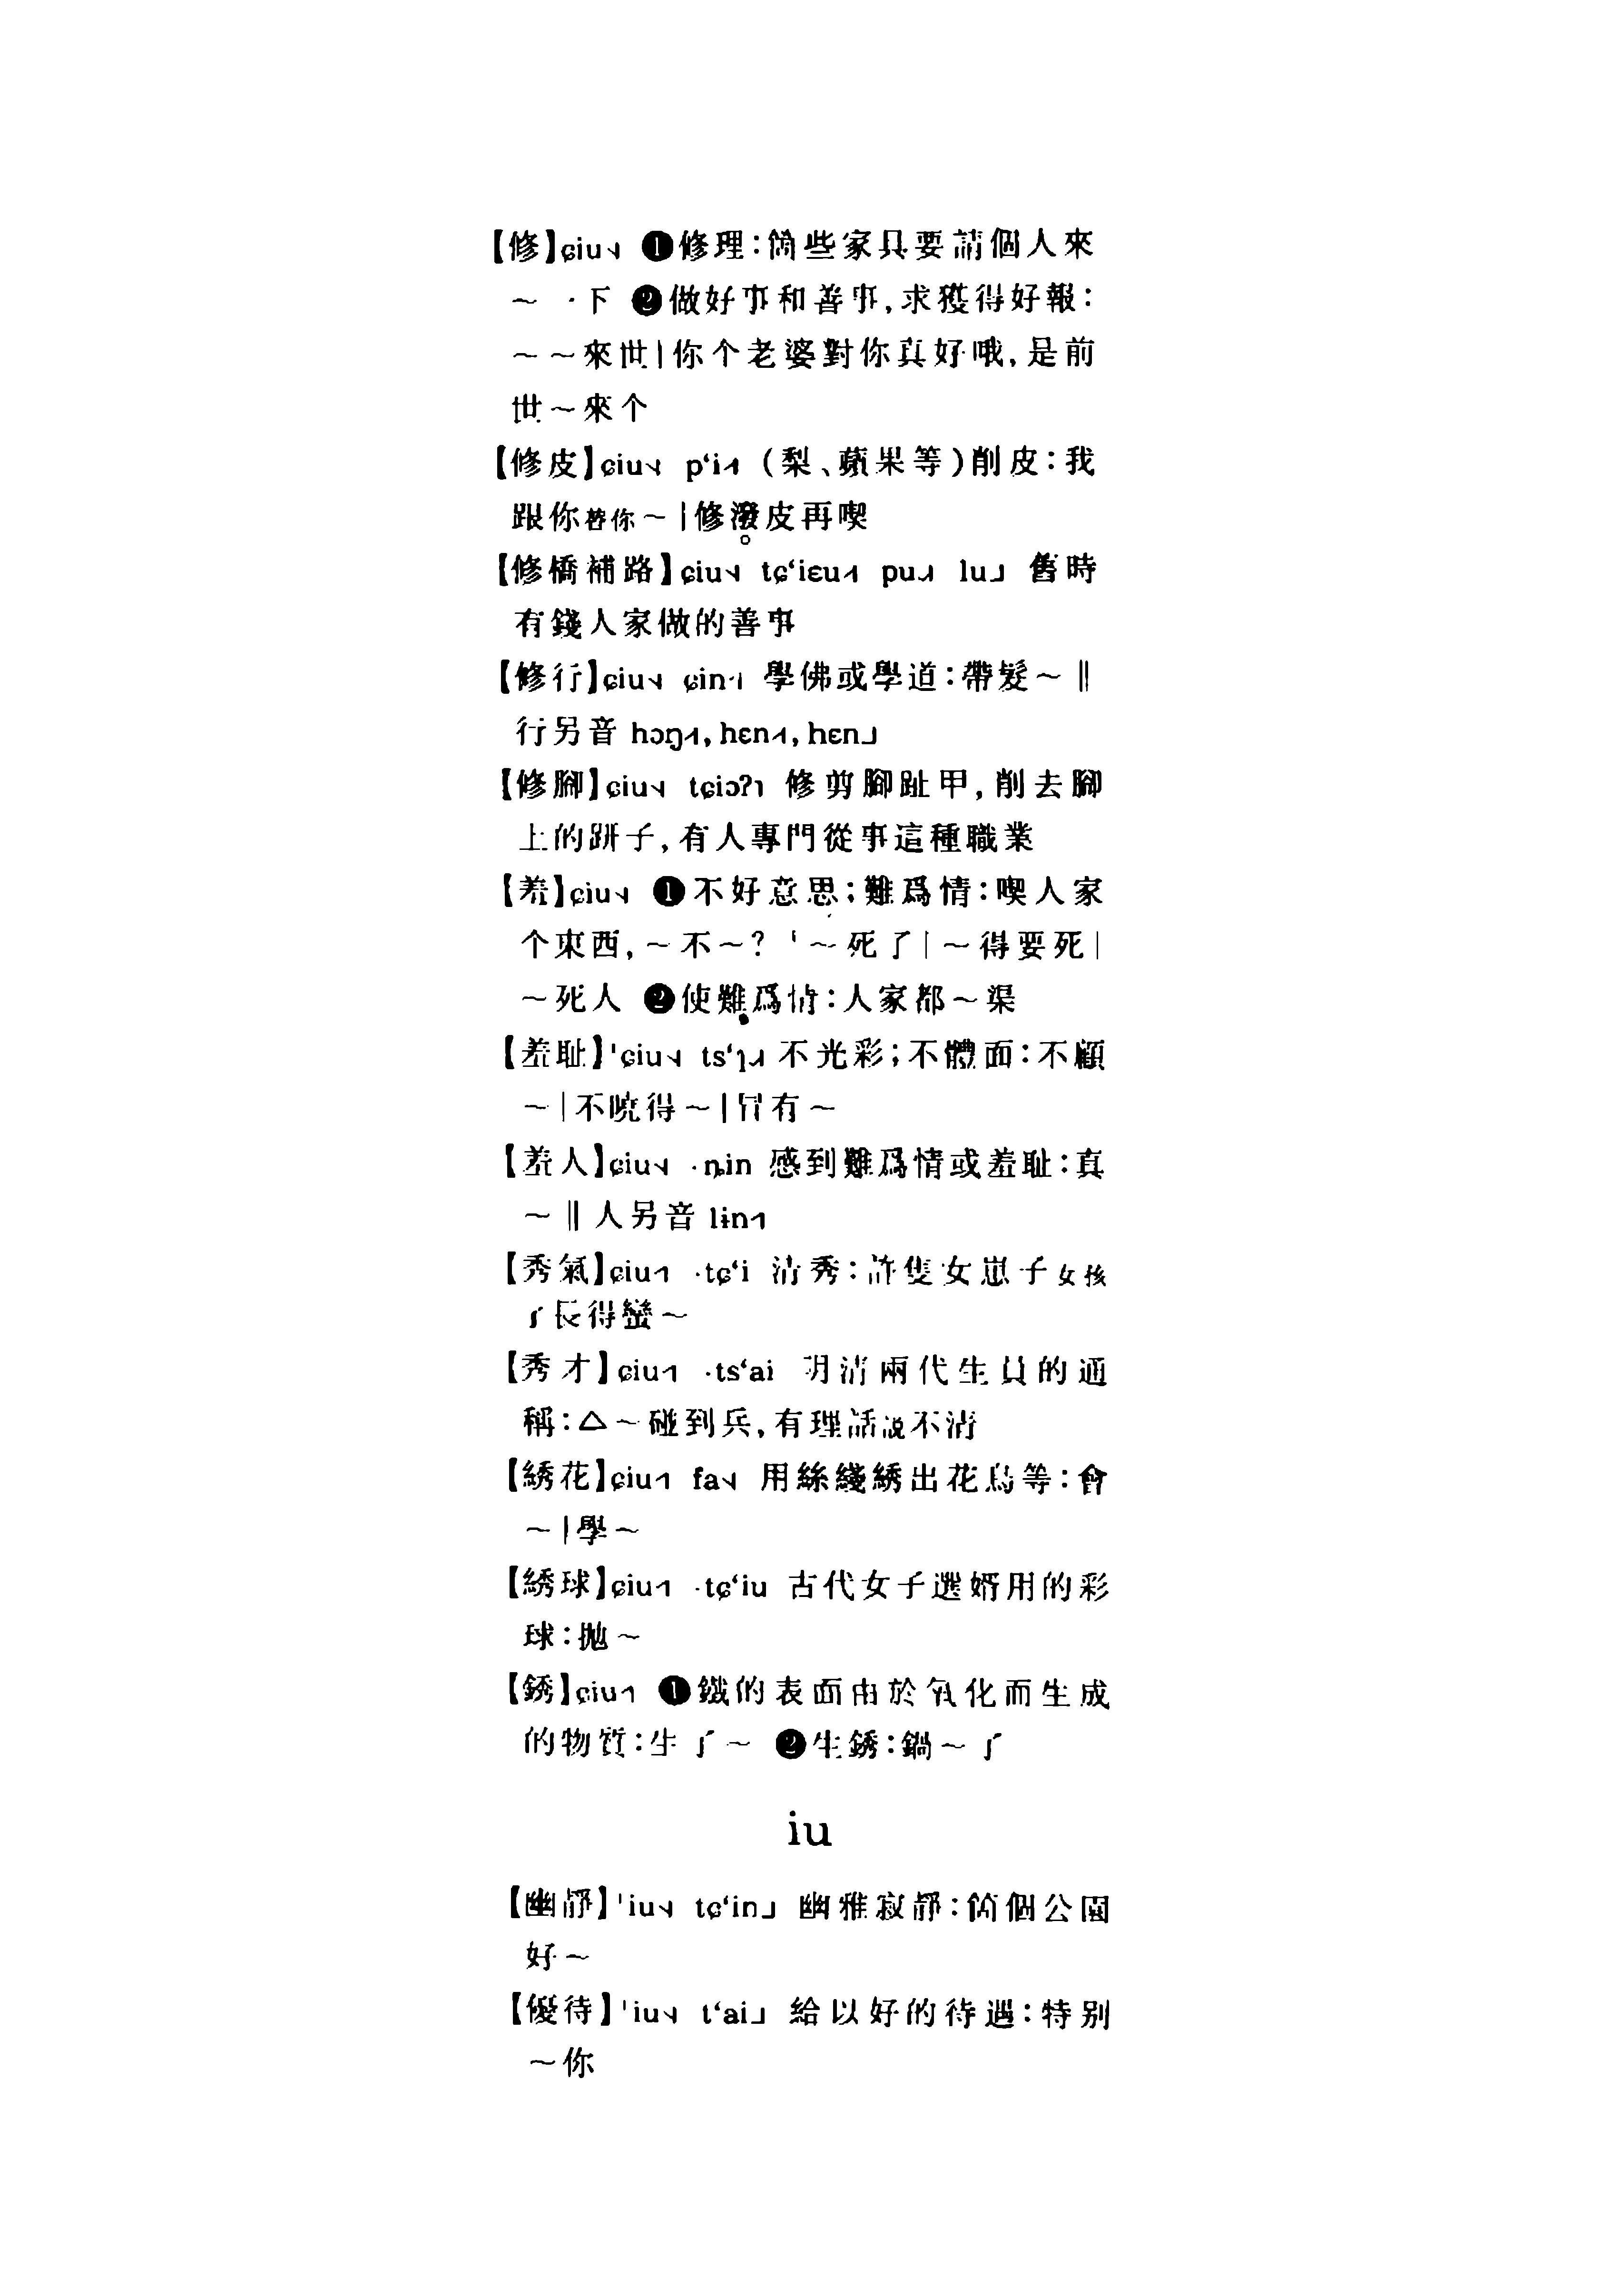 【修】ɕiu˧˩ ❶修理：箇些家具要請個人來
～一下 ❷做好事和善事，求獲得好報：
～～來世|你个老婆對你真好哦，是前
世～來个
【修皮】ɕiu˧˩ p‘i˧˥ （梨、蘋果等）削皮：我
跟你替你～|修潑皮再喫
【修橋補路】ɕiu˧˩ tɕ‘iɛu˧˥ pu˨˩˧ lu˩ 舊時
有錢人家做的善事
【修行】ɕiu˧˩ ɕin˧˥ 學佛或學道：帶髮～‖
行另音 hɔŋ˧˥, hɛn˧˥, hɛn˩
【修腳】ɕiu˧˩ tɕiɔʔ˥ 修剪腳趾甲，削去腳
上的趼子，有人專門從事這種職業
【羞】ɕiu˧˩ ❶不好意思；難爲情：喫人家
个東西，～不～？|～死了|～得要死|
～死人 ❷使難爲情：人家都～渠
【羞耻】ˈɕiu˧˩ ts‘ɿ˨˩˧ 不光彩；不體面：不顧
～|不曉得～|冇有～
【羞人】ɕiu˧˩ ·ȵin 感到難爲情或羞耻：真
～‖人另音 lɨn˧˥
【秀氣】ɕiu˧˥ ·tɕ‘i 清秀：許隻女崽子女孩
了長得蠻～
【秀才】ɕiu˧˥ ·ts‘ai 明清兩代生員的通
稱：△～碰到兵，有理話説不清
【綉花】ɕiu˧˥ fa˧˩ 用絲綫綉出花鳥等：會
～|學～
【綉球】ɕiu˧˥ ·tɕ‘iu 古代女子選婿用的彩
球：抛～
【銹】ɕiu˧˥ ❶鐵的表面由於氧化而生成
的物質：生了～ ❷生銹：鍋～了
iu
【幽靜】ˈiu˧˩ tɕ‘in˩ 幽雅寂靜：箇個公園
好～
【優待】ˈiu˧˩ t‘ai˩ 給以好的待遇：特别
～你